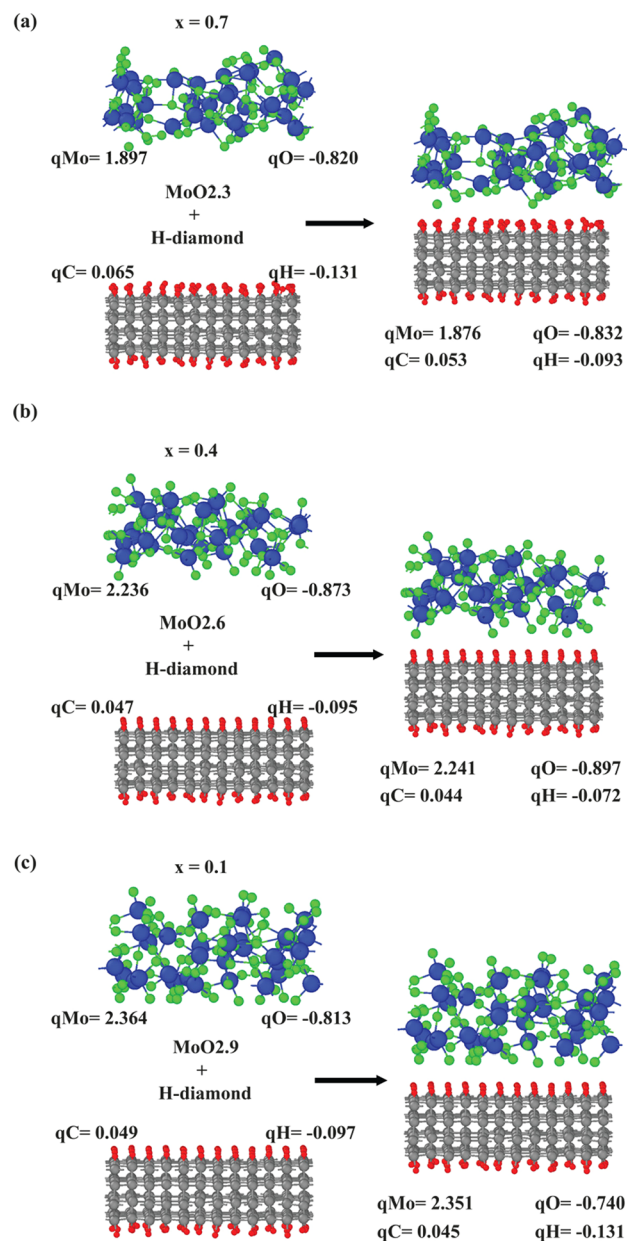 (a)
x = 0.7
qMo= 1.897 qO= -0.820
MoO2.3
+
H-diamond
qC= 0.065 qH= -0.131
qMo= 1.876 qO= -0.832
qC= 0.053 qH= -0.093
(b)
x = 0.4
qMo= 2.236 qO= -0.873
MoO2.6
+
H-diamond
qC= 0.047 qH= -0.095
qMo= 2.241 qO= -0.897
qC= 0.044 qH= -0.072
(c)
x = 0.1
qMo= 2.364 qO= -0.813
MoO2.9
+
H-diamond
qC= 0.049 qH= -0.097
qMo= 2.351 qO= -0.740
qC= 0.045 qH= -0.131